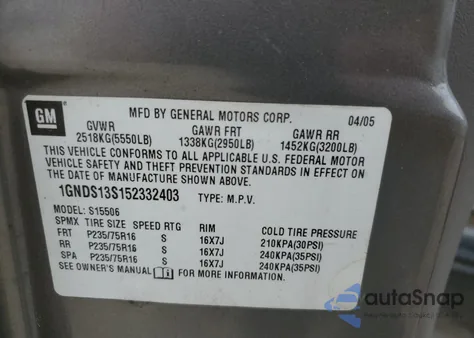 GM
MFD BY GENERAL MOTORS CORP. 04/05
GVWR GAWR FRT GAWR RR
2518KG(5550LB) 1338KG(2950LB) 1452KG(3200LB)
THIS VEHICLE CONFORMS TO ALL APPLICABLE U.S. FEDERAL MOTOR
VEHICLE SAFETY AND THEFT PREVENTION STANDARDS IN EFFECT ON
THE DATE OF MANUFACTURE SHOWN ABOVE.
1GNDS13S152332403 TYPE: M.P.V.
MODEL: S15506
SPMX TIRE SIZE SPEED RTG RIM COLD TIRE PRESSURE
FRT P235/75R16 S 16X7J 210KPA(30PSI)
RR P235/75R16 S 16X7J 240KPA(35PSI)
SPA P235/75R16 S 16X7J 240KPA(35PSI)
SEE OWNER'S MANUAL FOR MORE INFORMATION
autoSnap